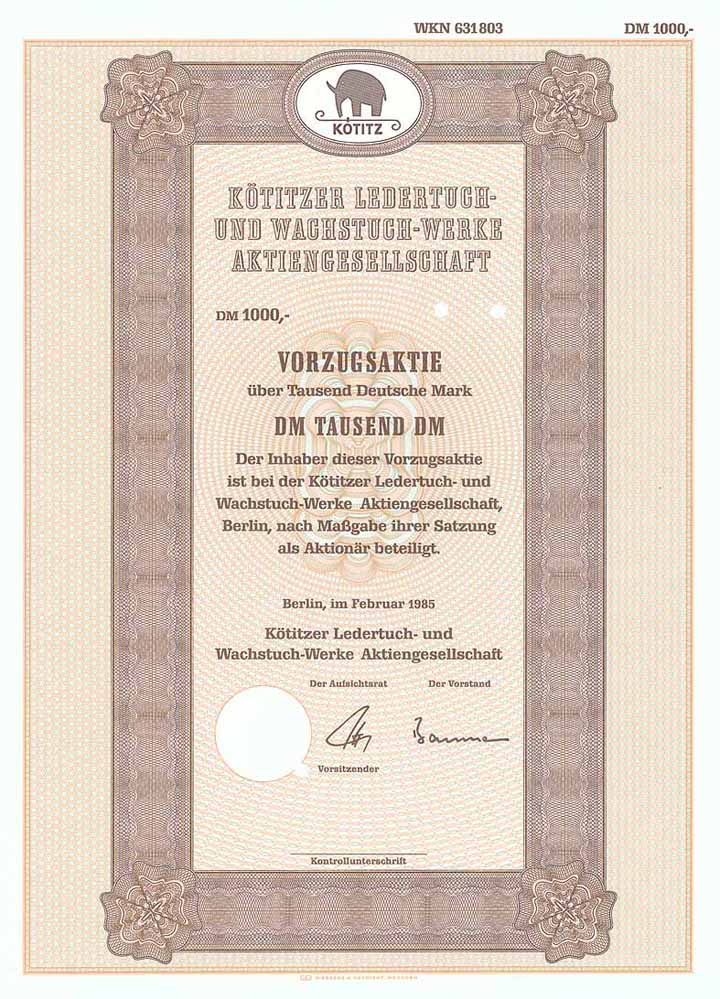 WKN 631803 DM 1000,-
KÖTITZ
KÖTITZER LEDERTUCH-
UND WACHSTUCH-WERKE
AKTIENGESELLSCHAFT
DM 1000,-
VORZUGSAKTIE
über Tausend Deutsche Mark
DM TAUSEND DM
Der Inhaber dieser Vorzugsaktie
ist bei der Kötitzer Ledertuch- und
Wachstuch-Werke Aktiengesellschaft,
Berlin, nach Maßgabe ihrer Satzung
als Aktionär beteiligt.
Berlin, im Februar 1985
Kötitzer Ledertuch- und
Wachstuch-Werke Aktiengesellschaft
Der Aufsichtsrat Der Vorstand
Vorsitzender
Kontrollunterschrift
GIESECKE & DEVRIENT, MÜNCHEN